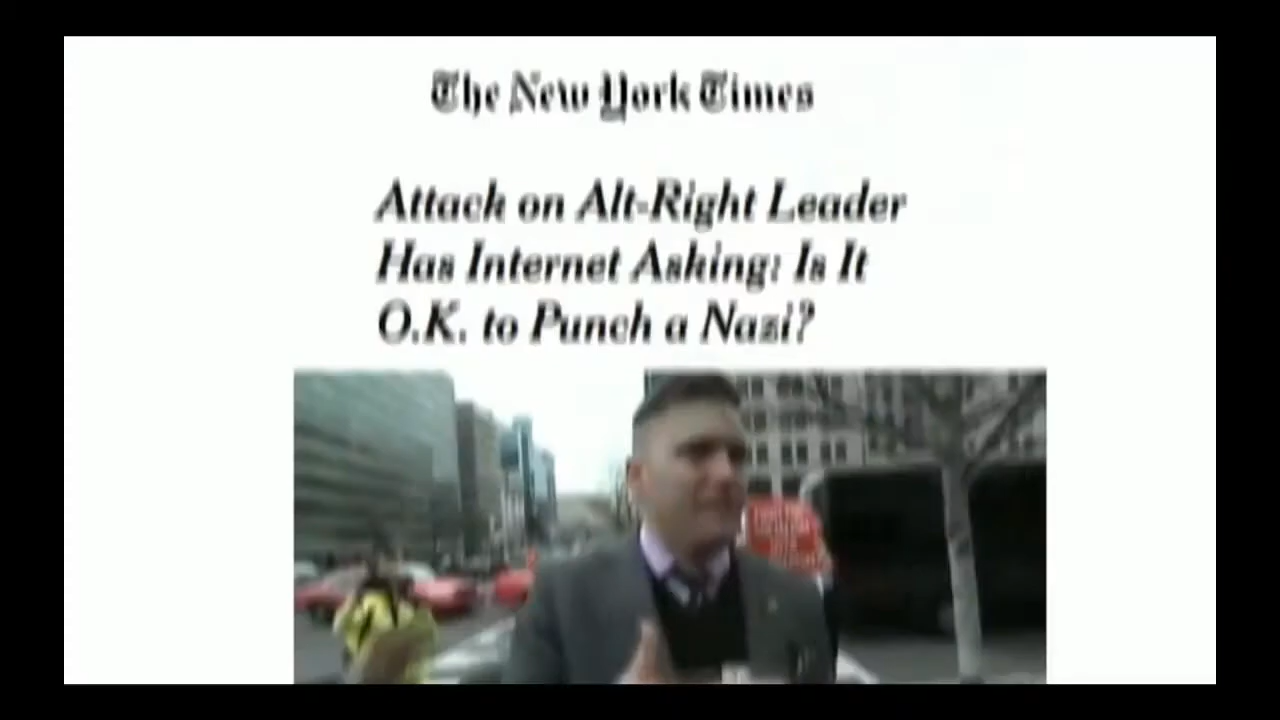 The New York Times
Attack on Alt-Right Leader
Has Internet Asking: Is It
O.K. to Punch a Nazi?